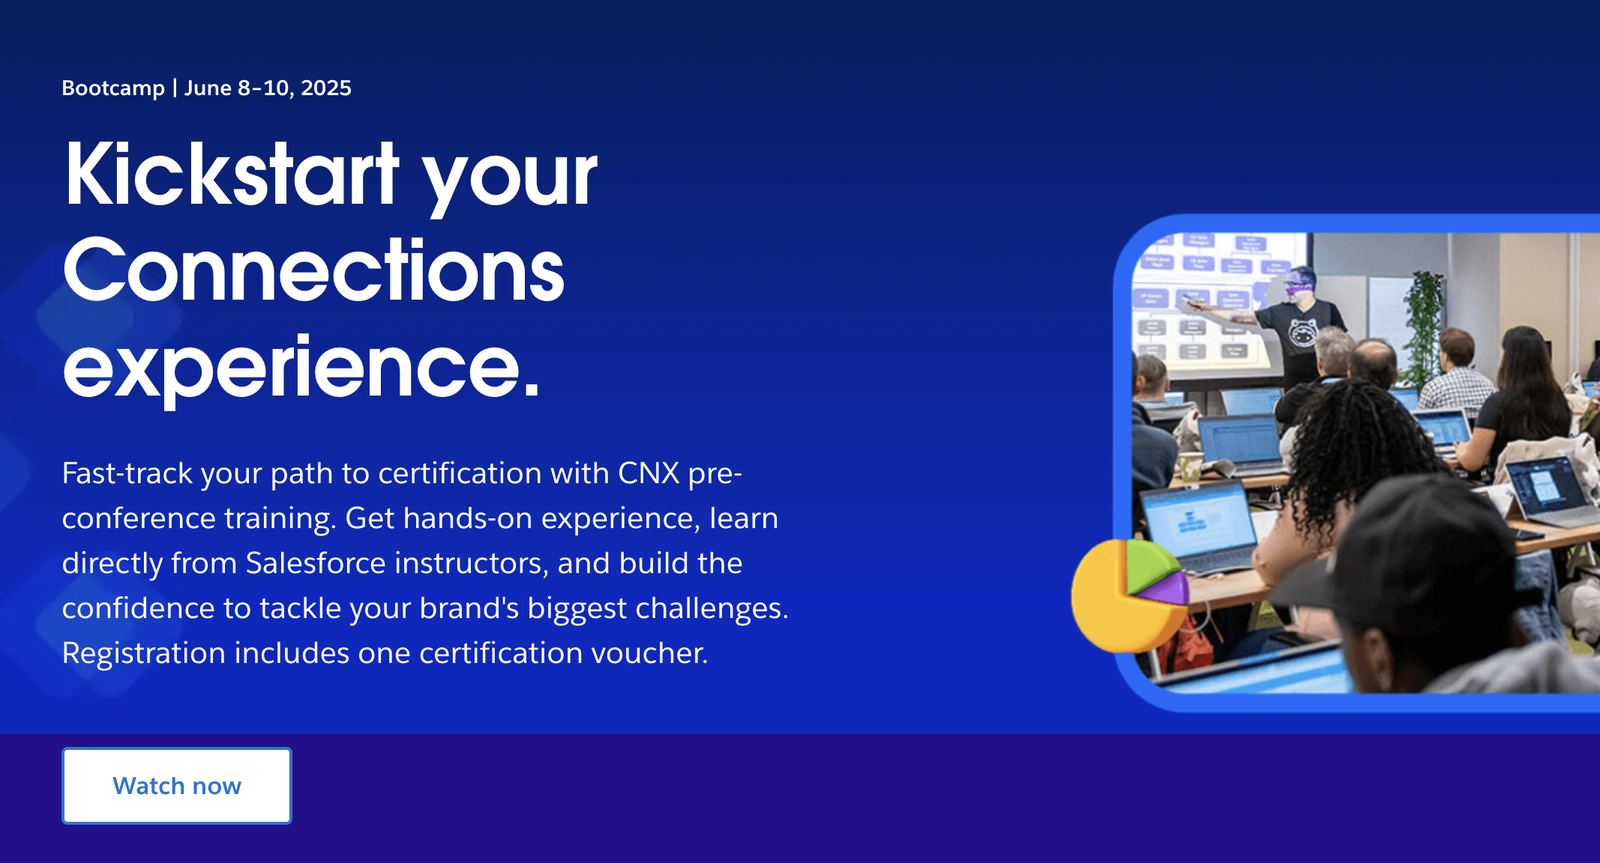 Bootcamp | June 8–10, 2025
Kickstart your
Connections
experience.
Fast-track your path to certification with CNX pre-
conference training. Get hands-on experience, learn
directly from Salesforce instructors, and build the
confidence to tackle your brand's biggest challenges.
Registration includes one certification voucher.
Watch now